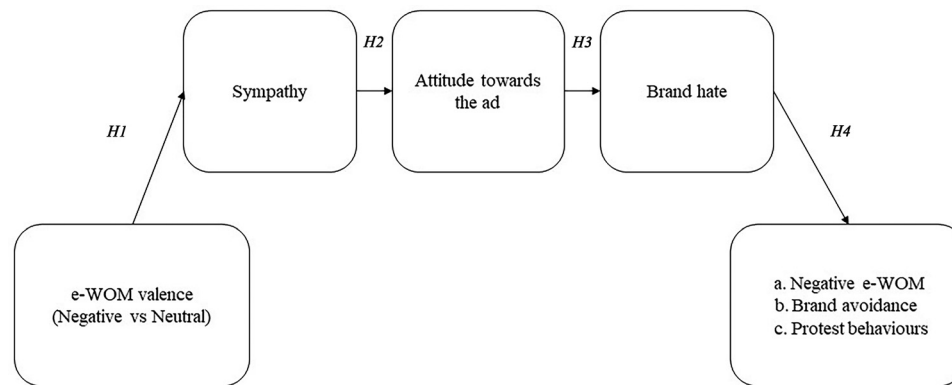 H2
H3
Sympathy
Attitude towards
the ad
Brand hate
H1
H4
e-WOM valence
(Negative vs Neutral)
a. Negative e-WOM
b. Brand avoidance
c. Protest behaviours